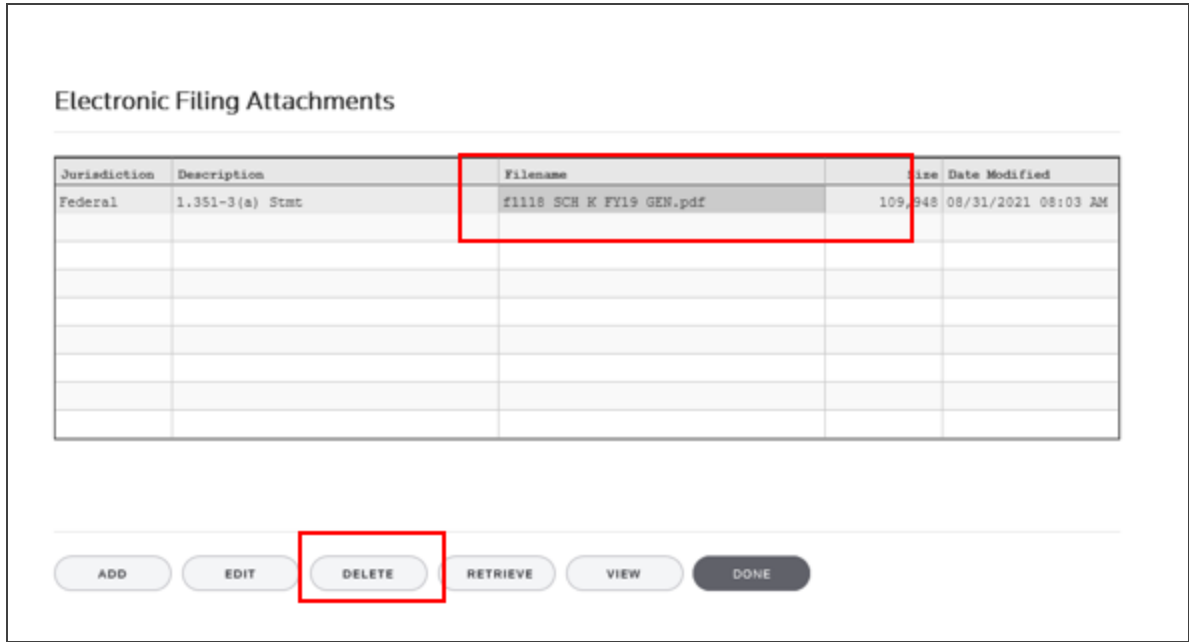 Electronic Filing Attachments
Jurisdiction Description Filename Size Date Modified
Federal 1.351-3(a) Stmt f1118 SCH K FY19 GEN.pdf 109,948 08/31/2021 08:03 AM
ADD EDIT DELETE RETRIEVE VIEW DONE